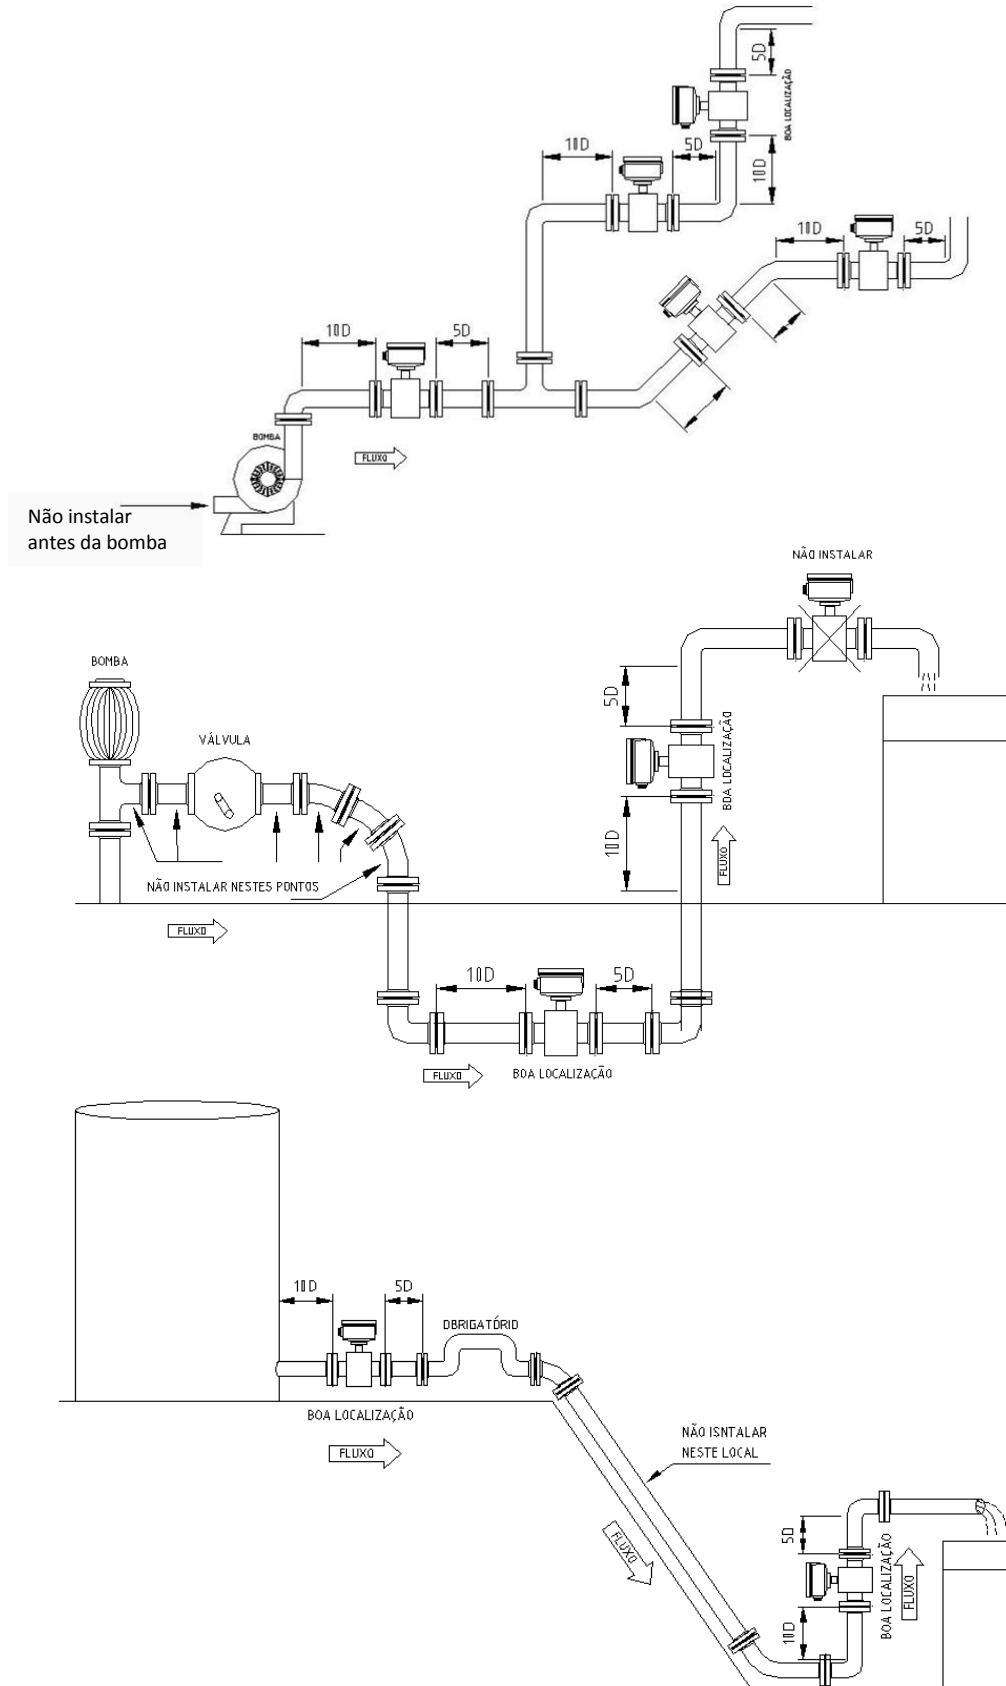 5D
BOA LOCALIZAÇÃO
10D
10D
5D
10D
5D
10D
5D
BOMBA
FLUXO
Não instalar
antes da bomba
NÃO INSTALAR
BOMBA
VÁLVULA
5D
BOA LOCALIZAÇÃO
10D
FLUXO
NÃO INSTALAR NESTES PONTOS
FLUXO
10D
5D
FLUXO
BOA LOCALIZAÇÃO
10D
5D
OBRIGATÓRIO
BOA LOCALIZAÇÃO
FLUXO
NÃO ISNTALAR
NESTE LOCAL
FLUXO
5D
BOA LOCALIZAÇÃO
FLUXO
10D